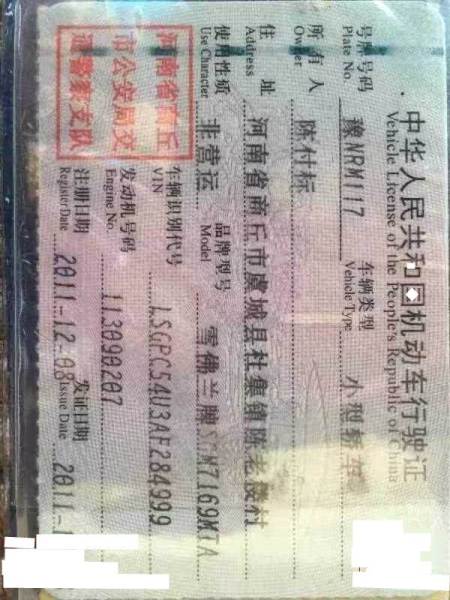 中华人民共和国机动车行驶证
Vehicle License of the People's Republic of China
号牌号码 豫NRM117 车辆类型 小型轿车
Plate No. Vehicle Type
所有人 陈付标
Owner
住址 河南省商丘市虞城县杜集镇陈老楼村
Address
使用性质 非营运 品牌型号 雪佛兰牌SGM7169MTA
Use Character Model
河南省商丘
市公安局交
通警察支队
车辆识别代号 LSGPC54U3AF284999
VIN
发动机号码 113090207
Engine No.
注册日期 2011-12-08 发证日期 2011-1
Register Date Issue Date